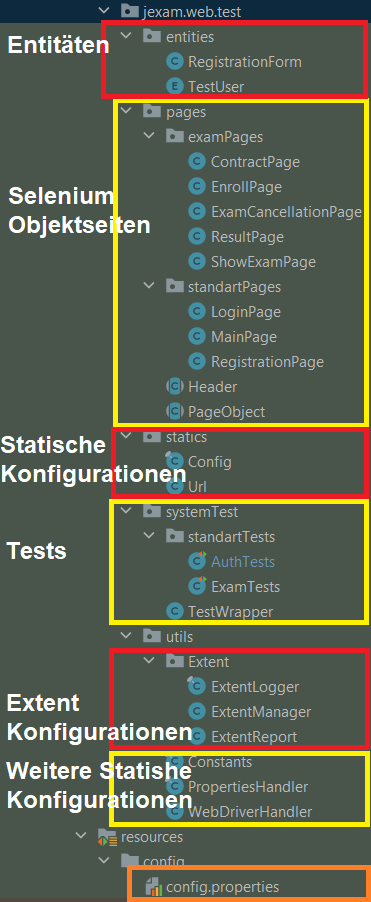 jexam.web.test
Entitäten
entities
RegistrationForm
TestUser
pages
examPages
ContractPage
Selenium
Objektseiten
EnrollPage
ExamCancellationPage
ResultPage
ShowExamPage
standartPages
LoginPage
MainPage
RegistrationPage
Header
PageObject
Statische
Konfigurationen
statics
Config
Url
systemTest
standartTests
Tests
AuthTests
ExamTests
TestWrapper
utils
Extent
ExtentLogger
Extent
Konfigurationen
ExtentManager
ExtentReport
Weitere Statishe
Konfigurationen
Constants
PropertiesHandler
WebDriverHandler
resources
config
config.properties